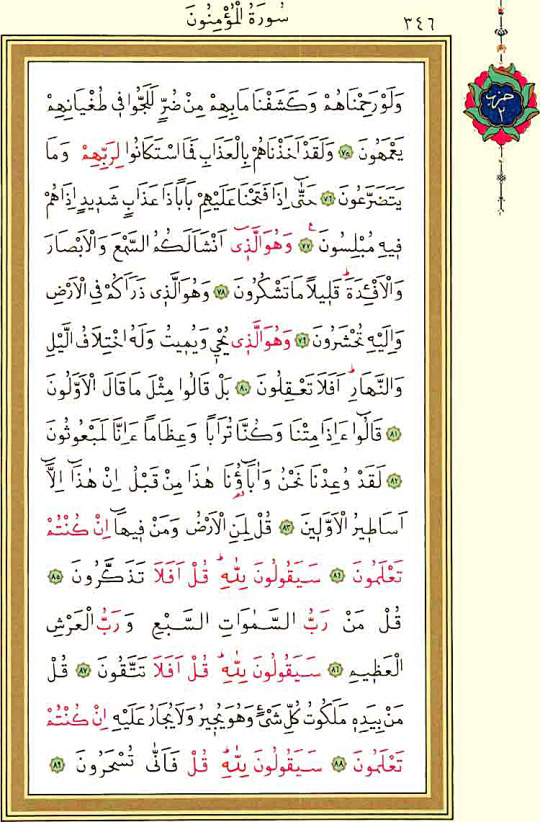 سُورَةُ الْمُؤْمِنُونَ ٣٤٦
حزب ٢
وَلَوْ رَحِمْنَاهُمْ وَكَشَفْنَا مَا بِهِمْ مِنْ ضُرٍّ لَلَجُّوا فِى طُغْيَانِهِمْ
يَعْمَهُونَ ﴿٧٥﴾ وَلَقَدْ اَخَذْنَاهُمْ بِالْعَذَابِ فَمَا اسْتَكَانُوا لِرَبِّهِمْ وَمَا
يَتَضَرَّعُونَ ﴿٧٦﴾ حَتّٰٓى اِذَا فَتَحْنَا عَلَيْهِمْ بَابًا ذَا عَذَابٍ شَدٖيدٍ اِذَا هُمْ
فٖيهِ مُبْلِسُونَ ﴿٧٧﴾ وَهُوَ الَّذٖٓى اَنْشَاَ لَكُمُ السَّمْعَ وَالْاَبْصَارَ
وَالْاَفْـِٔدَةَؕ قَلٖيلًا مَا تَشْكُرُونَ ﴿٧٨﴾ وَهُوَ الَّذٖى ذَرَاَكُمْ فِى الْاَرْضِ
وَاِلَيْهِ تُحْشَرُونَ ﴿٧٩﴾ وَهُوَ الَّذٖى يُحْيٖ وَيُمٖيتُ وَلَهُ اخْتِلَافُ الَّيْلِ
وَالنَّهَارِؕ اَفَلَا تَعْقِلُونَ ﴿٨٠﴾ بَلْ قَالُوا مِثْلَ مَا قَالَ الْاَوَّلُونَ
﴿٨١﴾ قَالُٓوا ءَاِذَا مِتْنَا وَكُنَّا تُرَابًا وَعِظَامًا ءَاِنَّا لَمَبْعُوثُونَ
﴿٨٢﴾ لَقَدْ وُعِدْنَا نَحْنُ وَاٰبَٓاؤُ۬نَا هٰذَا مِنْ قَبْلُ اِنْ هٰذَٓا اِلَّٓا
اَسَاطٖيرُ الْاَوَّلٖينَ ﴿٨٣﴾ قُلْ لِمَنِ الْاَرْضُ وَمَنْ فٖيهَٓا اِنْ كُنْتُمْ
تَعْلَمُونَ ﴿٨٤﴾ سَيَقُولُونَ لِلّٰهِؕ قُلْ اَفَلَا تَذَكَّرُونَ ﴿٨٥﴾
قُلْ مَنْ رَبُّ السَّمٰوَاتِ السَّبْعِ وَرَبُّ الْعَرْشِ
الْعَظٖيمِ ﴿٨٦﴾ سَيَقُولُونَ لِلّٰهِؕ قُلْ اَفَلَا تَتَّقُونَ ﴿٨٧﴾ قُلْ
مَنْ بِيَدِهٖ مَلَكُوتُ كُلِّ شَىْءٍ وَهُوَ يُجٖيرُ وَلَا يُجَارُ عَلَيْهِ اِنْ كُنْتُمْ
تَعْلَمُونَ ﴿٨٨﴾ سَيَقُولُونَ لِلّٰهِؕ قُلْ فَاَنّٰى تُسْحَرُونَ ﴿٨٩﴾